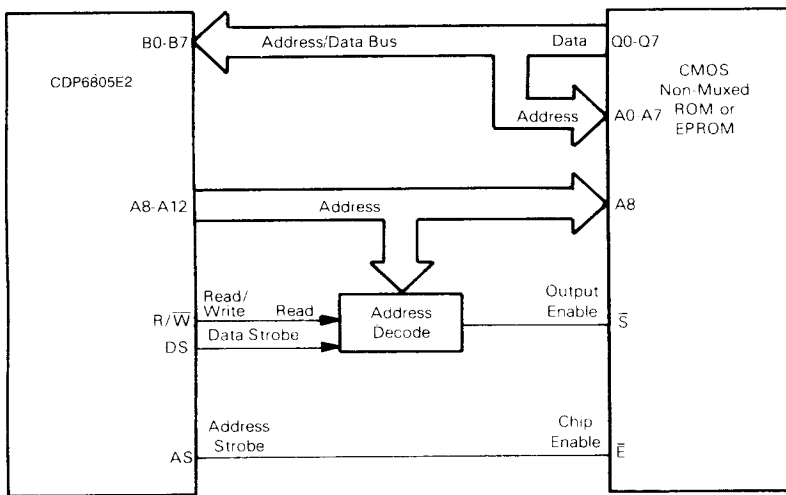 B0-B7
Address/Data Bus
Data
Q0-Q7
CDP6805E2
CMOS
Non-Muxed
ROM or
EPROM
Address
A0-A7
A8-A12
Address
A8
Read/
Write
Read
R/W̅
Data Strobe
DS
Address
Decode
Output
Enable
S̅
Address
Strobe
AS
Chip
Enable
E̅